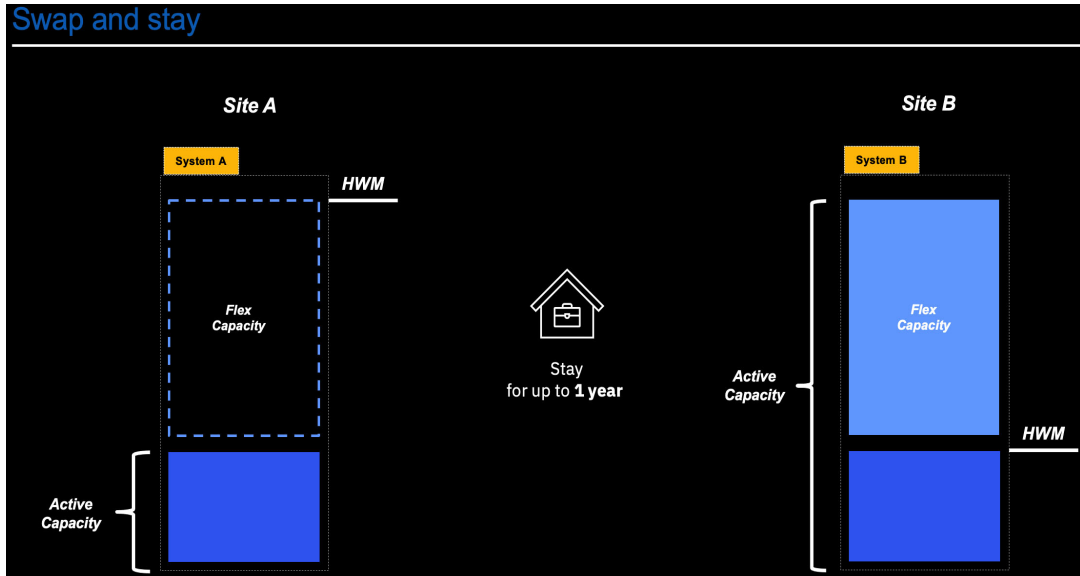 Swap and stay
Site A
Site B
System A
System B
HWM
Flex
Capacity
Flex
Capacity
Stay
for up to 1 year
Active
Capacity
HWM
Active
Capacity